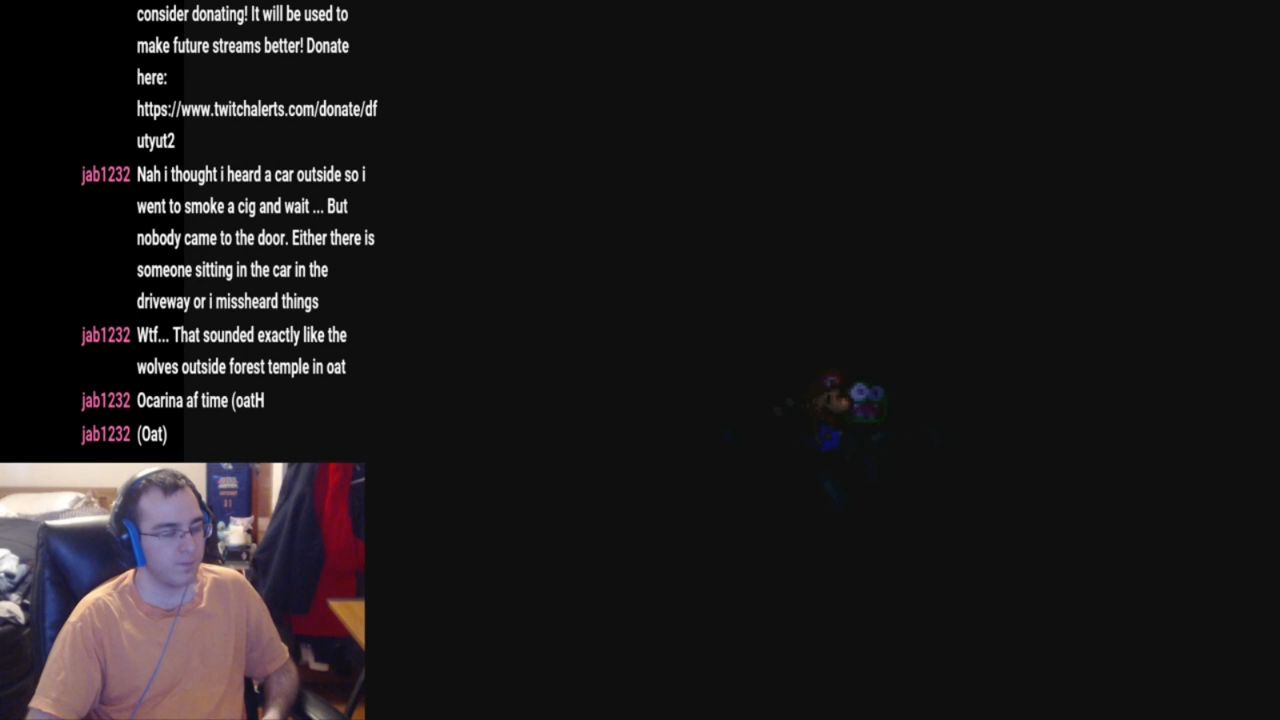 consider donating! It will be used to
make future streams better! Donate
here:
https://www.twitchalerts.com/donate/df
utyut2
jab1232 Nah i thought i heard a car outside so i
went to smoke a cig and wait ... But
nobody came to the door. Either there is
someone sitting in the car in the
driveway or i missheard things
jab1232 Wtf... That sounded exactly like the
wolves outside forest temple in oat
jab1232 Ocarina af time (oatH
jab1232 (Oat)